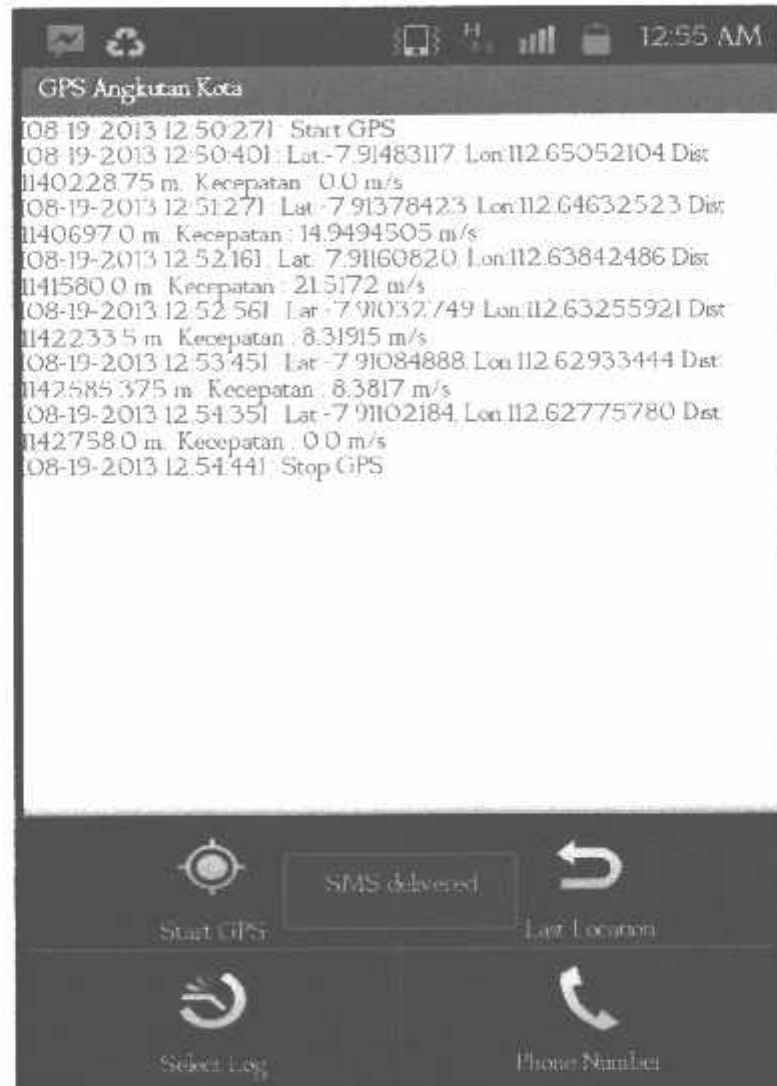 H
12:55 AM
GPS Angkutan Kota
[08-19-2013 12:50:27] : Start GPS
[08-19-2013 12:50:40] : Lat:-7.91483117, Lon:112.65052104 Dist:
1140228.75 m. Kecepatan : 0.0 m/s
[08-19-2013 12:51:27] : Lat:-7.91378423, Lon:112.64632523 Dist:
1140697.0 m. Kecepatan : 14.9494505 m/s
[08-19-2013 12:52:16] : Lat:-7.91160820, Lon:112.63842486 Dist:
1141580.0 m. Kecepatan : 21.5172 m/s
[08-19-2013 12:52:56] : Lat:-7.91032749, Lon:112.63255921 Dist:
1142233.5 m. Kecepatan : 8.31915 m/s
[08-19-2013 12:53:45] : Lat:-7.91084888, Lon:112.62933444 Dist:
1142585.375 m. Kecepatan : 8.3817 m/s
[08-19-2013 12:54:35] : Lat:-7.91102184, Lon:112.62775780 Dist:
1142758.0 m. Kecepatan : 0.0 m/s
[08-19-2013 12:54:44] : Stop GPS
SMS delivered
Start GPS
Last Location
Select Log
Phone Number